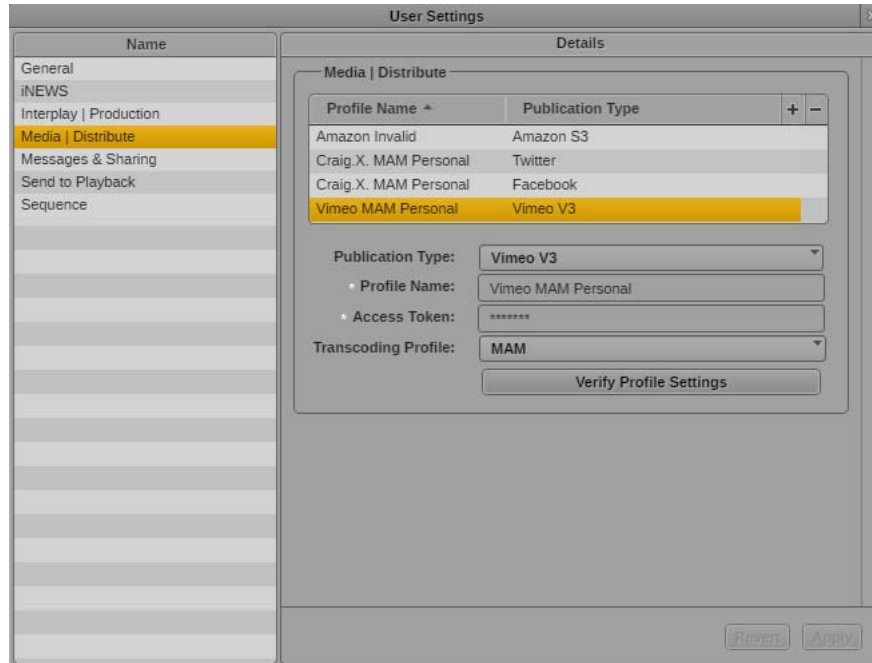 User Settings
Name
General
iNEWS
Interplay | Production
Media | Distribute
Messages & Sharing
Send to Playback
Sequence
Details
Media | Distribute
Profile Name Publication Type + −
Amazon Invalid Amazon S3
Craig.X. MAM Personal Twitter
Craig.X. MAM Personal Facebook
Vimeo MAM Personal Vimeo V3
Publication Type: Vimeo V3
* Profile Name: Vimeo MAM Personal
* Access Token: *******
Transcoding Profile: MAM
Verify Profile Settings
Revert Apply